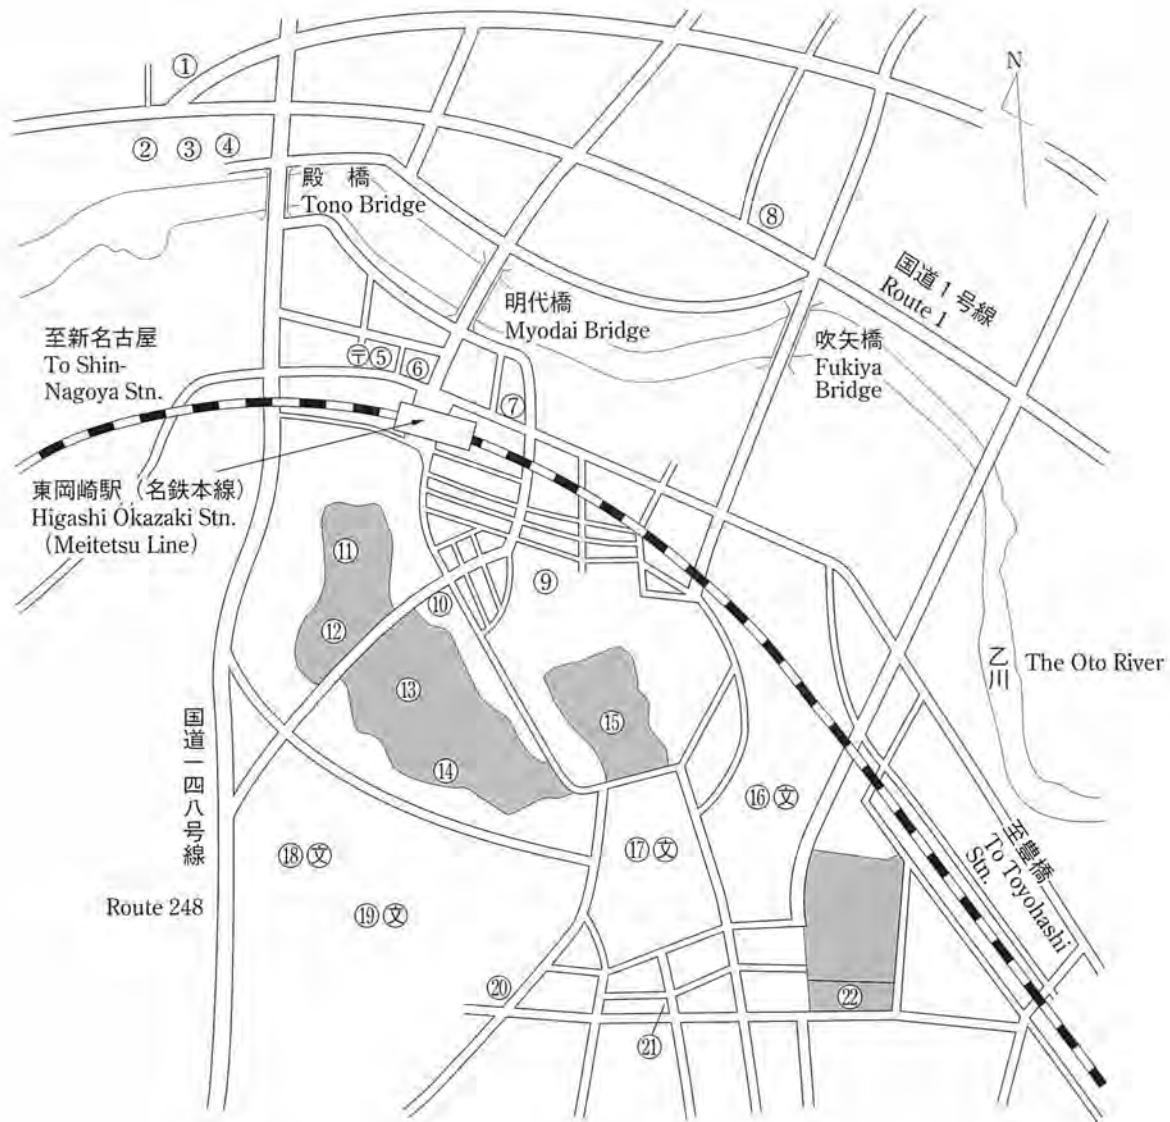 ①
N
②
③
④
殿 橋
Tono Bridge
⑧
国道1号線
Route 1
明代橋
Myodai Bridge
吹矢橋
Fukiya
Bridge
至新名古屋
To Shin-
Nagoya Stn.
〒
⑤
⑥
⑦
東岡崎駅（名鉄本線）
Higashi Okazaki Stn.
（Meitetsu Line）
⑪
⑨
⑩
⑫
⑬
⑭
⑮
乙川
The Oto River
国道一四八号線
Route 248
⑯文
⑰文
⑱文
⑲文
至豊橋
To Toyohashi
Stn.
⑳
㉑
㉒